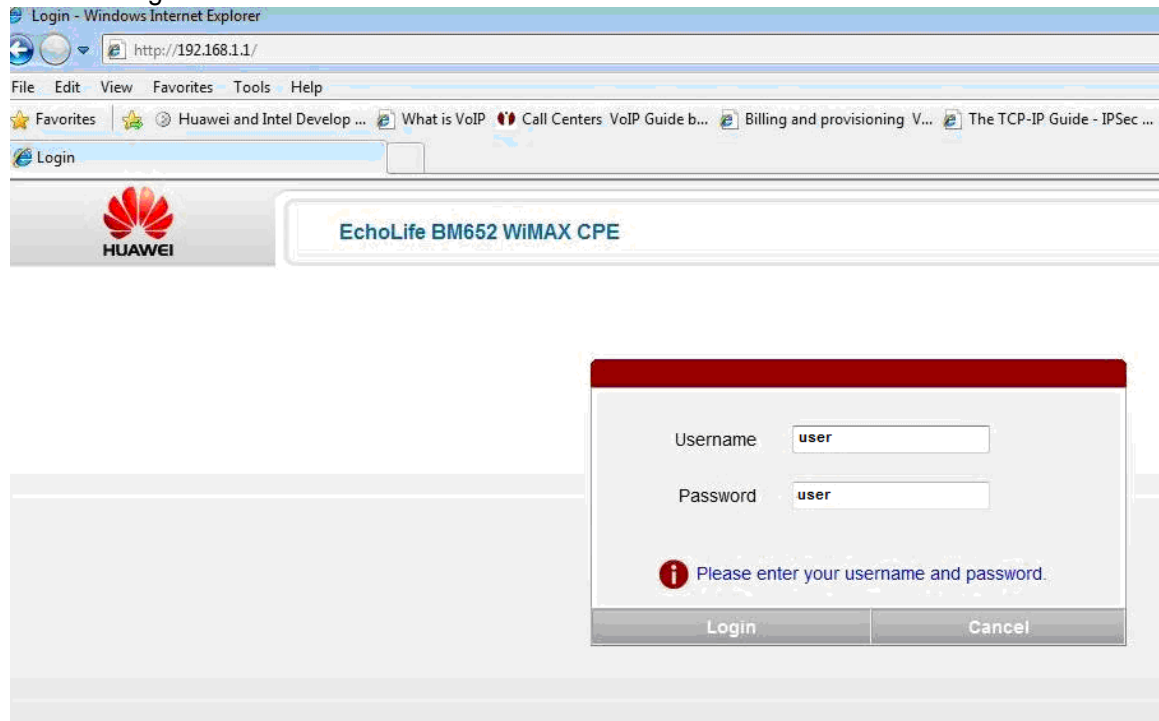 Login - Windows Internet Explorer
http://192.168.1.1/
File Edit View Favorites Tools Help
Favorites Huawei and Intel Develop ... What is VoIP Call Centers VoIP Guide b... Billing and provisioning V... The TCP-IP Guide - IPSec ...
Login
HUAWEI
EchoLife BM652 WiMAX CPE
Username user
Password user
Please enter your username and password.
Login Cancel